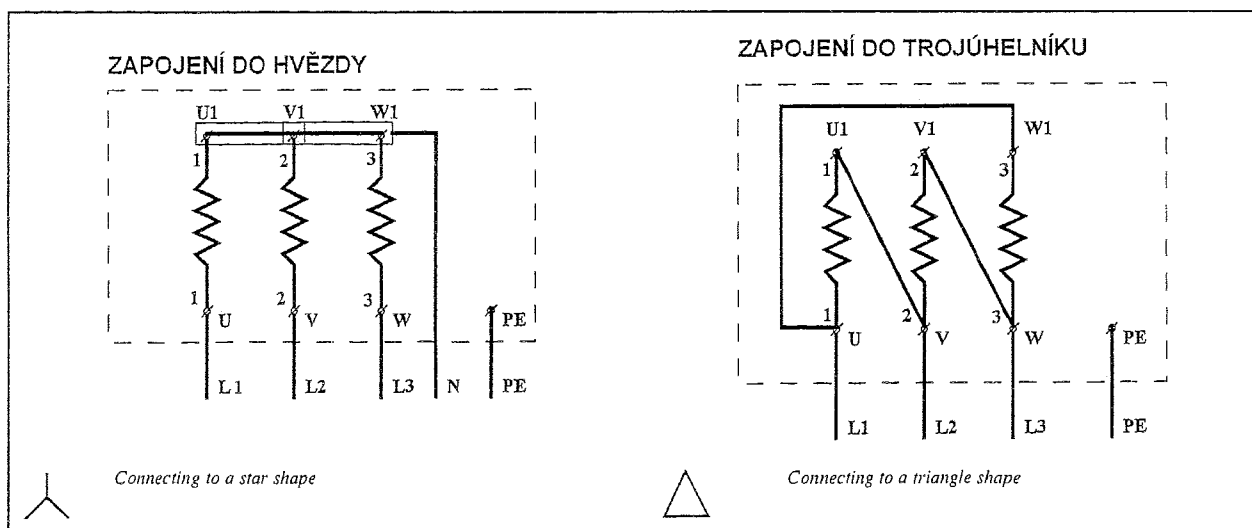 ZAPOJENÍ DO HVĚZDY
U1 V1 W1
1 2 3
1 2 3
U V W PE
L1 L2 L3 N PE
Connecting to a star shape
ZAPOJENÍ DO TROJÚHELNÍKU
U1 V1 W1
1 2 3
1 2 3
U V W PE
L1 L2 L3 PE
Connecting to a triangle shape